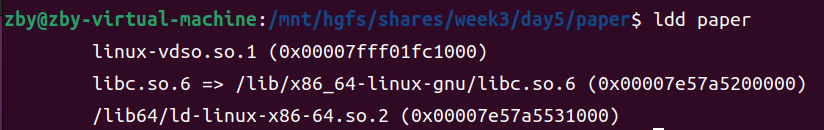 zby@zby-virtual-machine:/mnt/hgfs/shares/week3/day5/paper$ ldd paper
linux-vdso.so.1 (0x00007fff01fc1000)
libc.so.6 => /lib/x86_64-linux-gnu/libc.so.6 (0x00007e57a5200000)
/lib64/ld-linux-x86-64.so.2 (0x00007e57a5531000)